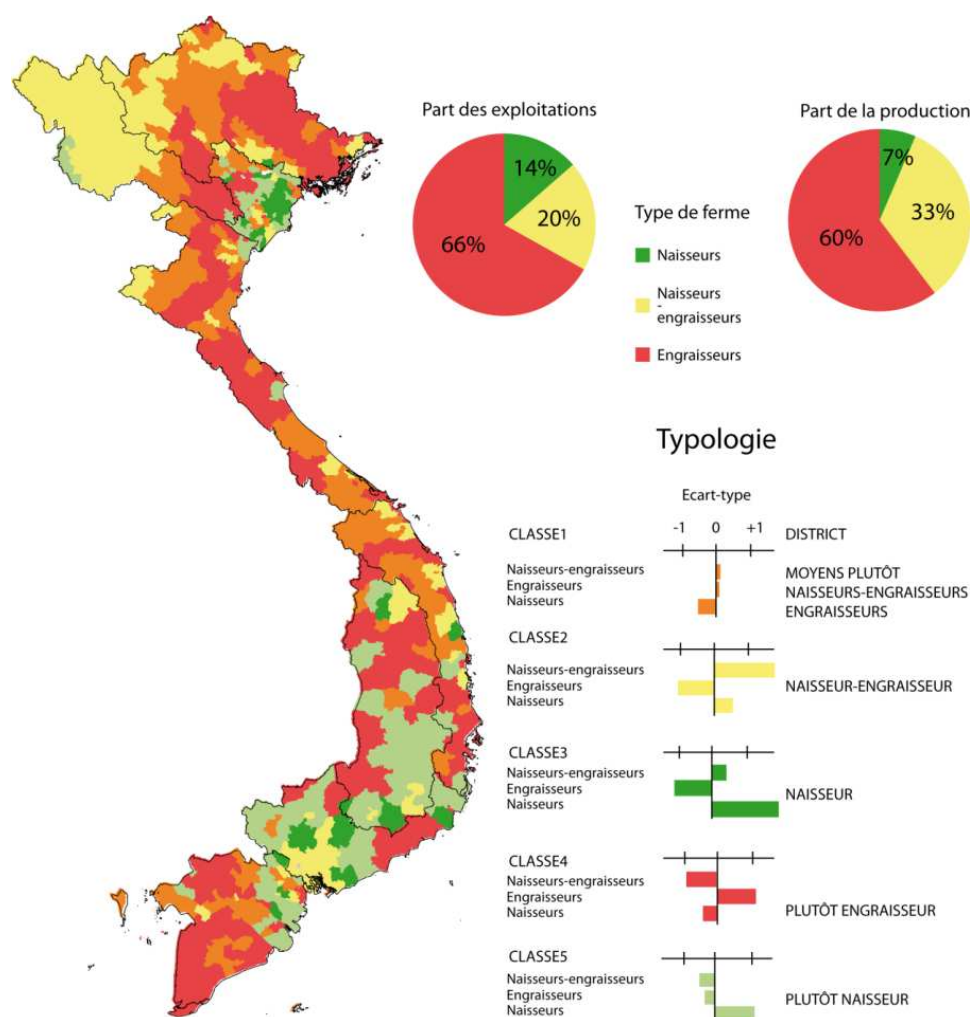 Part des exploitations
14%
20%
66%
Part de la production
7%
33%
60%
Type de ferme
Naisseurs
Naisseurs
-
engraisseurs
Engraisseurs
Typologie
Ecart-type
-1 0 +1
CLASSE1
DISTRICT
Naisseurs-engraisseurs
Engraisseurs
Naisseurs
MOYENS PLUTÔT
NAISSEURS-ENGRAISSEURS
ENGRAISSEURS
CLASSE2
Naisseurs-engraisseurs
Engraisseurs
Naisseurs
NAISSEUR-ENGRAISSEUR
CLASSE3
Naisseurs-engraisseurs
Engraisseurs
Naisseurs
NAISSEUR
CLASSE4
Naisseurs-engraisseurs
Engraisseurs
Naisseurs
PLUTÔT ENGRAISSEUR
CLASSE5
Naisseurs-engraisseurs
Engraisseurs
Naisseurs
PLUTÔT NAISSEUR